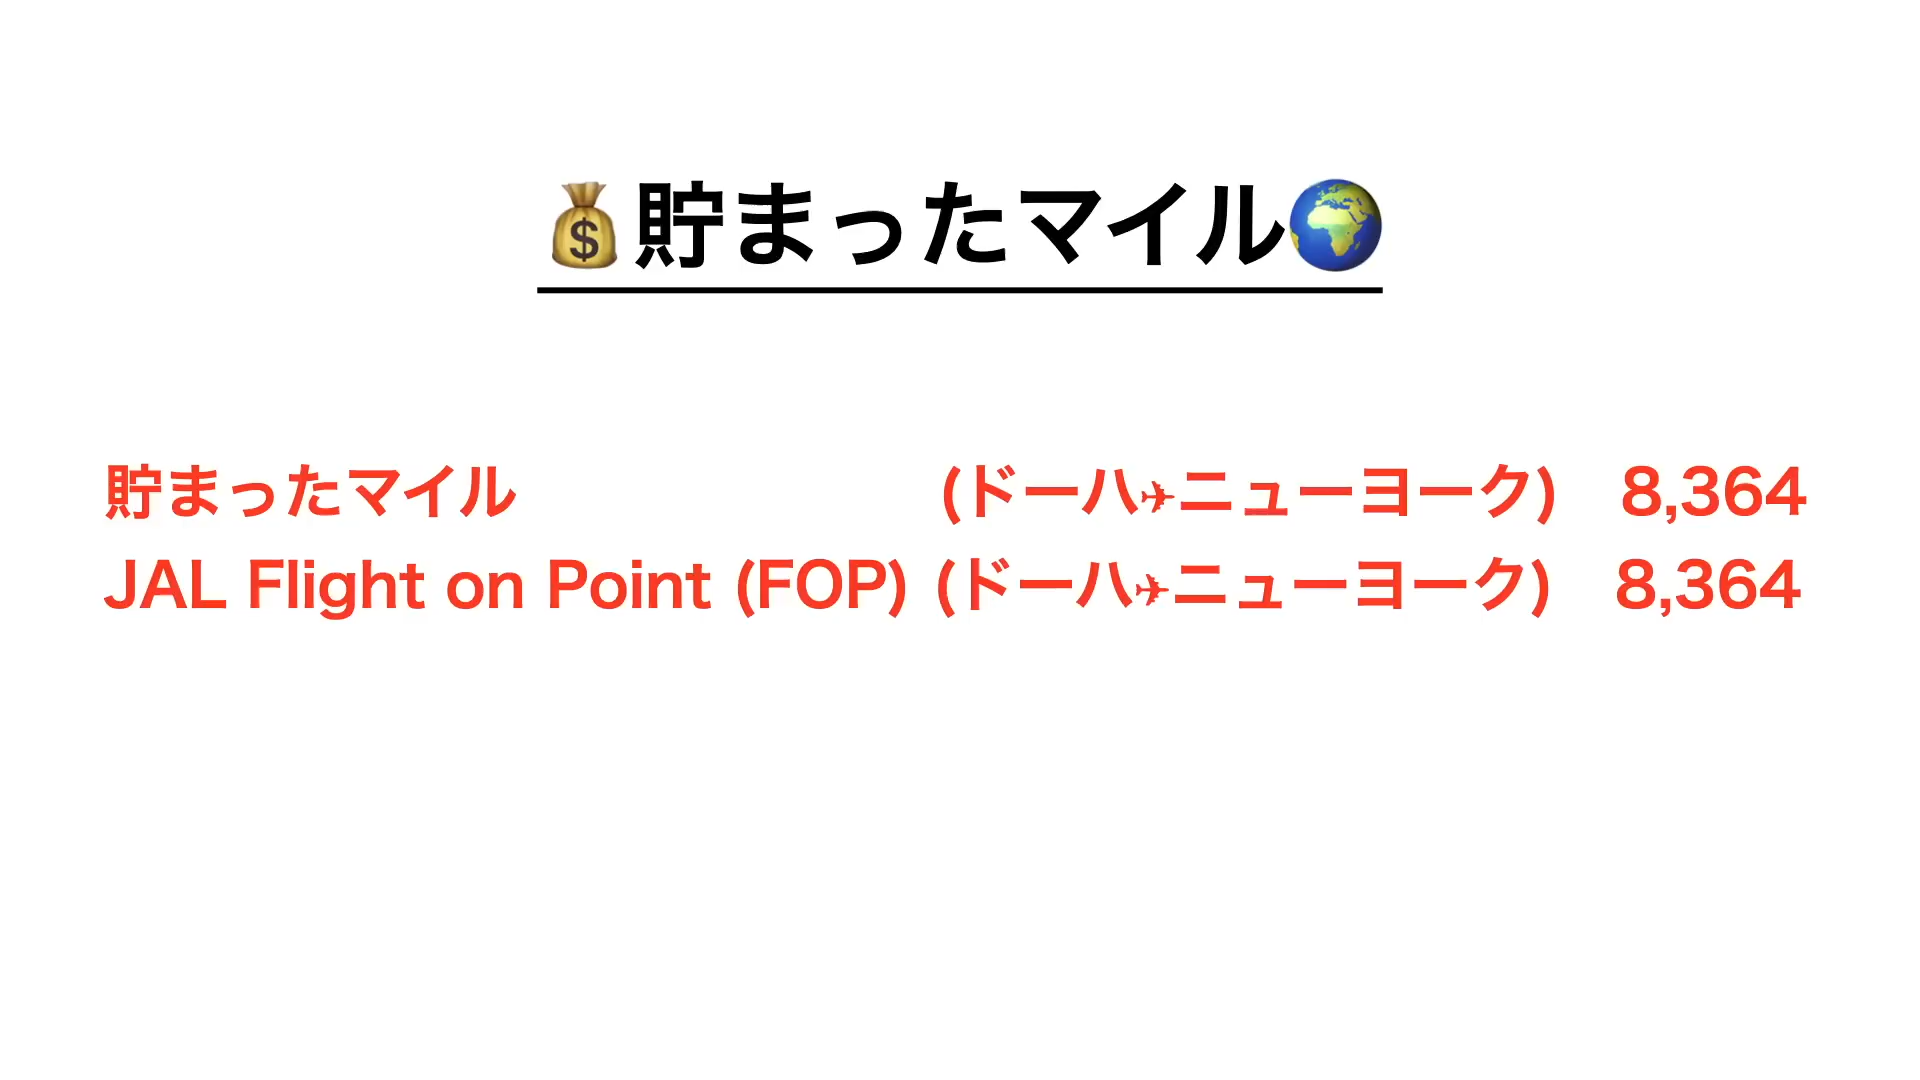 💰貯まったマイル🌍
貯まったマイル (ドーハ✈ニューヨーク) 8,364
JAL Flight on Point (FOP) (ドーハ✈ニューヨーク) 8,364